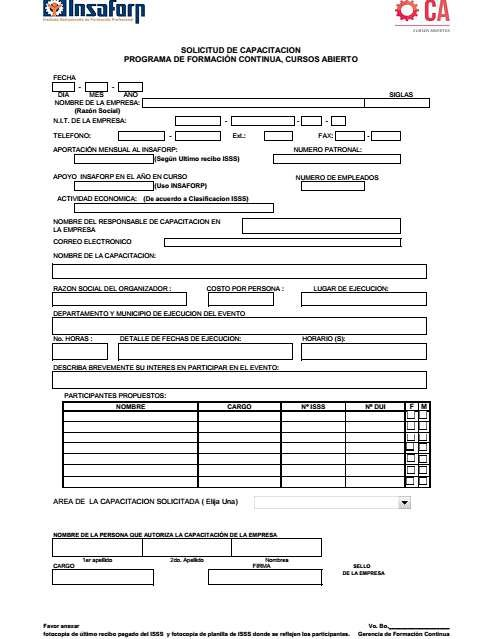 Insaforp
Instituto Salvadoreño de Formación Profesional
CA
CURSOS ABIERTOS
SOLICITUD DE CAPACITACION
PROGRAMA DE FORMACIÓN CONTINUA, CURSOS ABIERTO
FECHA
- -
DIA MES AÑO SIGLAS
NOMBRE DE LA EMPRESA:
(Razón Social)
N.I.T. DE LA EMPRESA: - - -
TELEFONO: - Ext.: FAX: -
APORTACIÓN MENSUAL AL INSAFORP: NUMERO PATRONAL:
(Según Ultimo recibo ISSS)
APOYO INSAFORP EN EL AÑO EN CURSO NUMERO DE EMPLEADOS
(Uso INSAFORP)
ACTIVIDAD ECONOMICA: (De acuerdo a Clasificacion ISSS)
NOMBRE DEL RESPONSABLE DE CAPACITACION EN
LA EMPRESA
CORREO ELECTRONICO
NOMBRE DE LA CAPACITACION:
RAZON SOCIAL DEL ORGANIZADOR : COSTO POR PERSONA : LUGAR DE EJECUCION:
DEPARTAMENTO Y MUNICIPIO DE EJECUCION DEL EVENTO
No. HORAS : DETALLE DE FECHAS DE EJECUCION: HORARIO (S):
DESCRIBA BREVEMENTE SU INTERES EN PARTICIPAR EN EL EVENTO:
PARTICIPANTES PROPUESTOS:
NOMBRE CARGO Nº ISSS Nº DUI F M
AREA DE LA CAPACITACION SOLICITADA ( Elija Una)
NOMBRE DE LA PERSONA QUE AUTORIZA LA CAPACITACIÓN DE LA EMPRESA
1er apellido 2do. Apellido Nombres
CARGO FIRMA SELLO
DE LA EMPRESA
Favor anexar Vo. Bo.
fotocopia de último recibo pagado del ISSS y fotocopia de planilla de ISSS donde se reflejen los participantes. Gerencia de Formación Continua